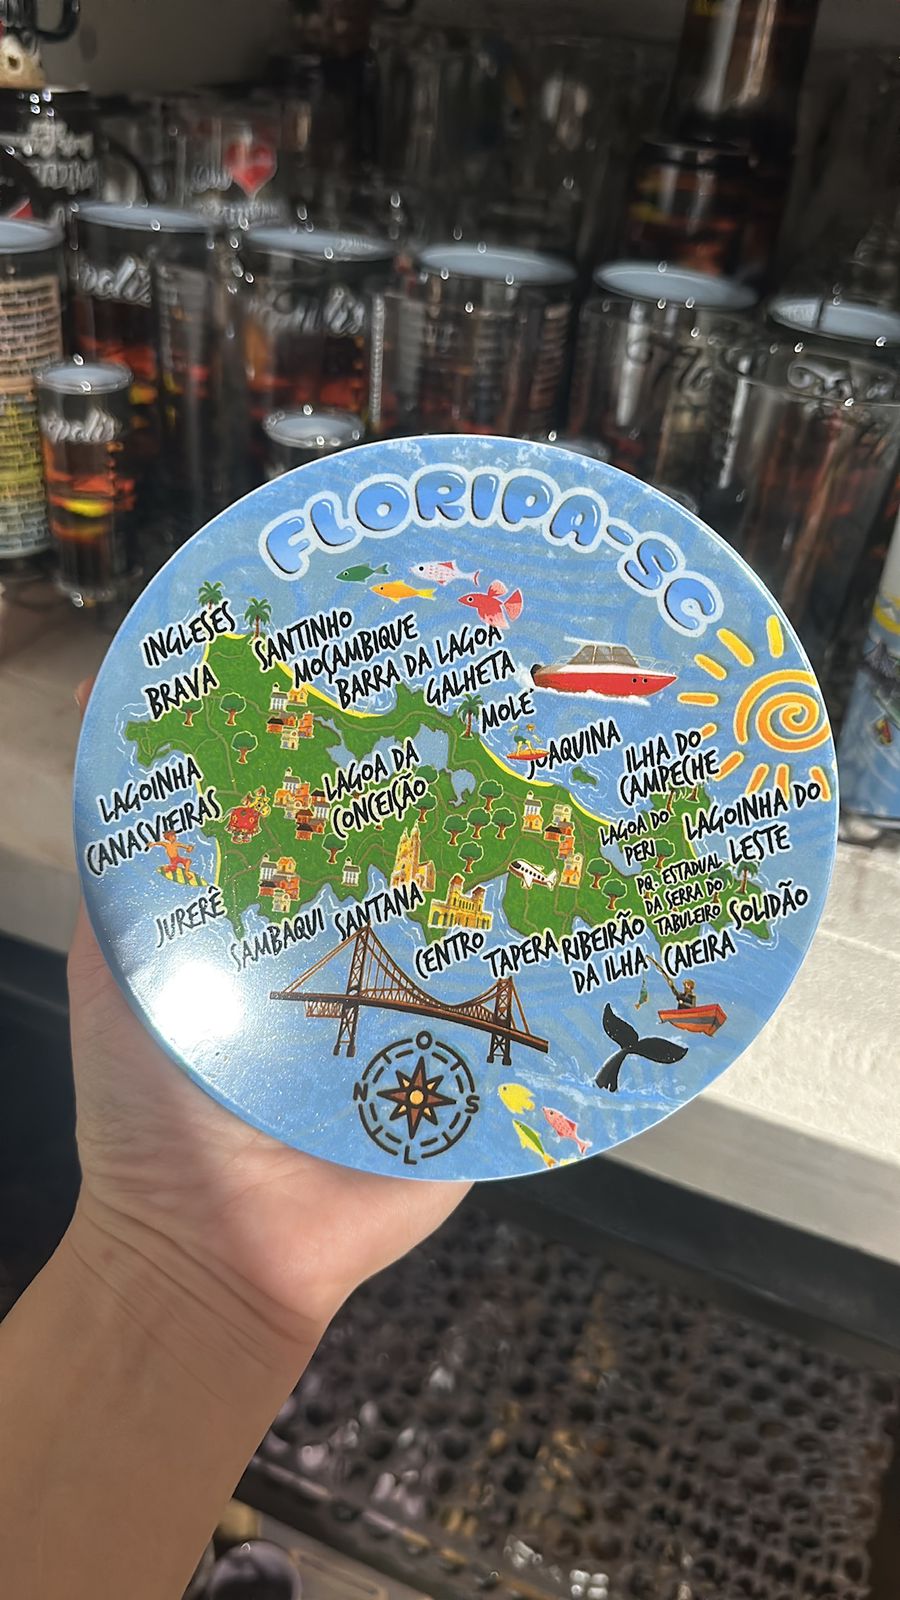 FLORIPA-SC
INGLESES
SANTINHO
MOÇAMBIQUE
BRAVA
BARRA DA LAGOA
GALHETA
MOLE
JOAQUINA
ILHA DO
CAMPECHE
LAGOINHA
CANASVIEIRAS
LAGOA DA
CONCEIÇÃO
LAGOA DO
PERI
LAGOINHA DO
LESTE
PQ. ESTADUAL
DA SERRA DO
TABULEIRO
SOLIDÃO
JURERÊ
SAMBAQUI
SANTANA
CENTRO
TAPERA
RIBEIRÃO
DA ILHA
CAIEIRA
O
N
S
L